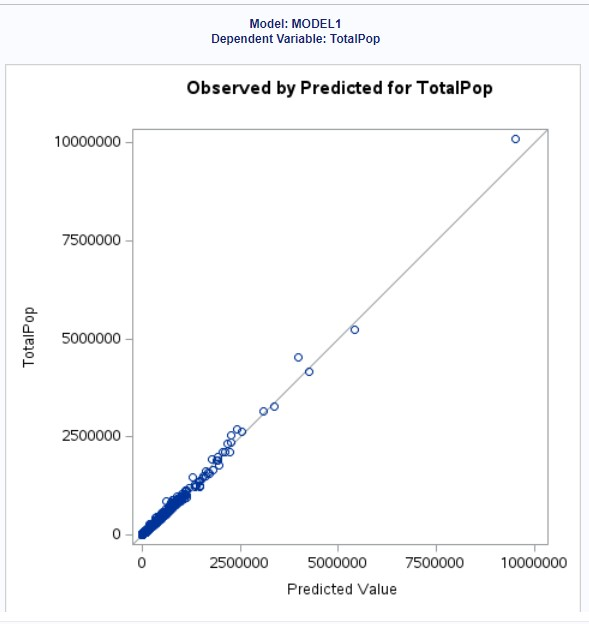 Model: MODEL1
Dependent Variable: TotalPop
Observed by Predicted for TotalPop
10000000
7500000
5000000
2500000
0
TotalPop
0 2500000 5000000 7500000 10000000
Predicted Value